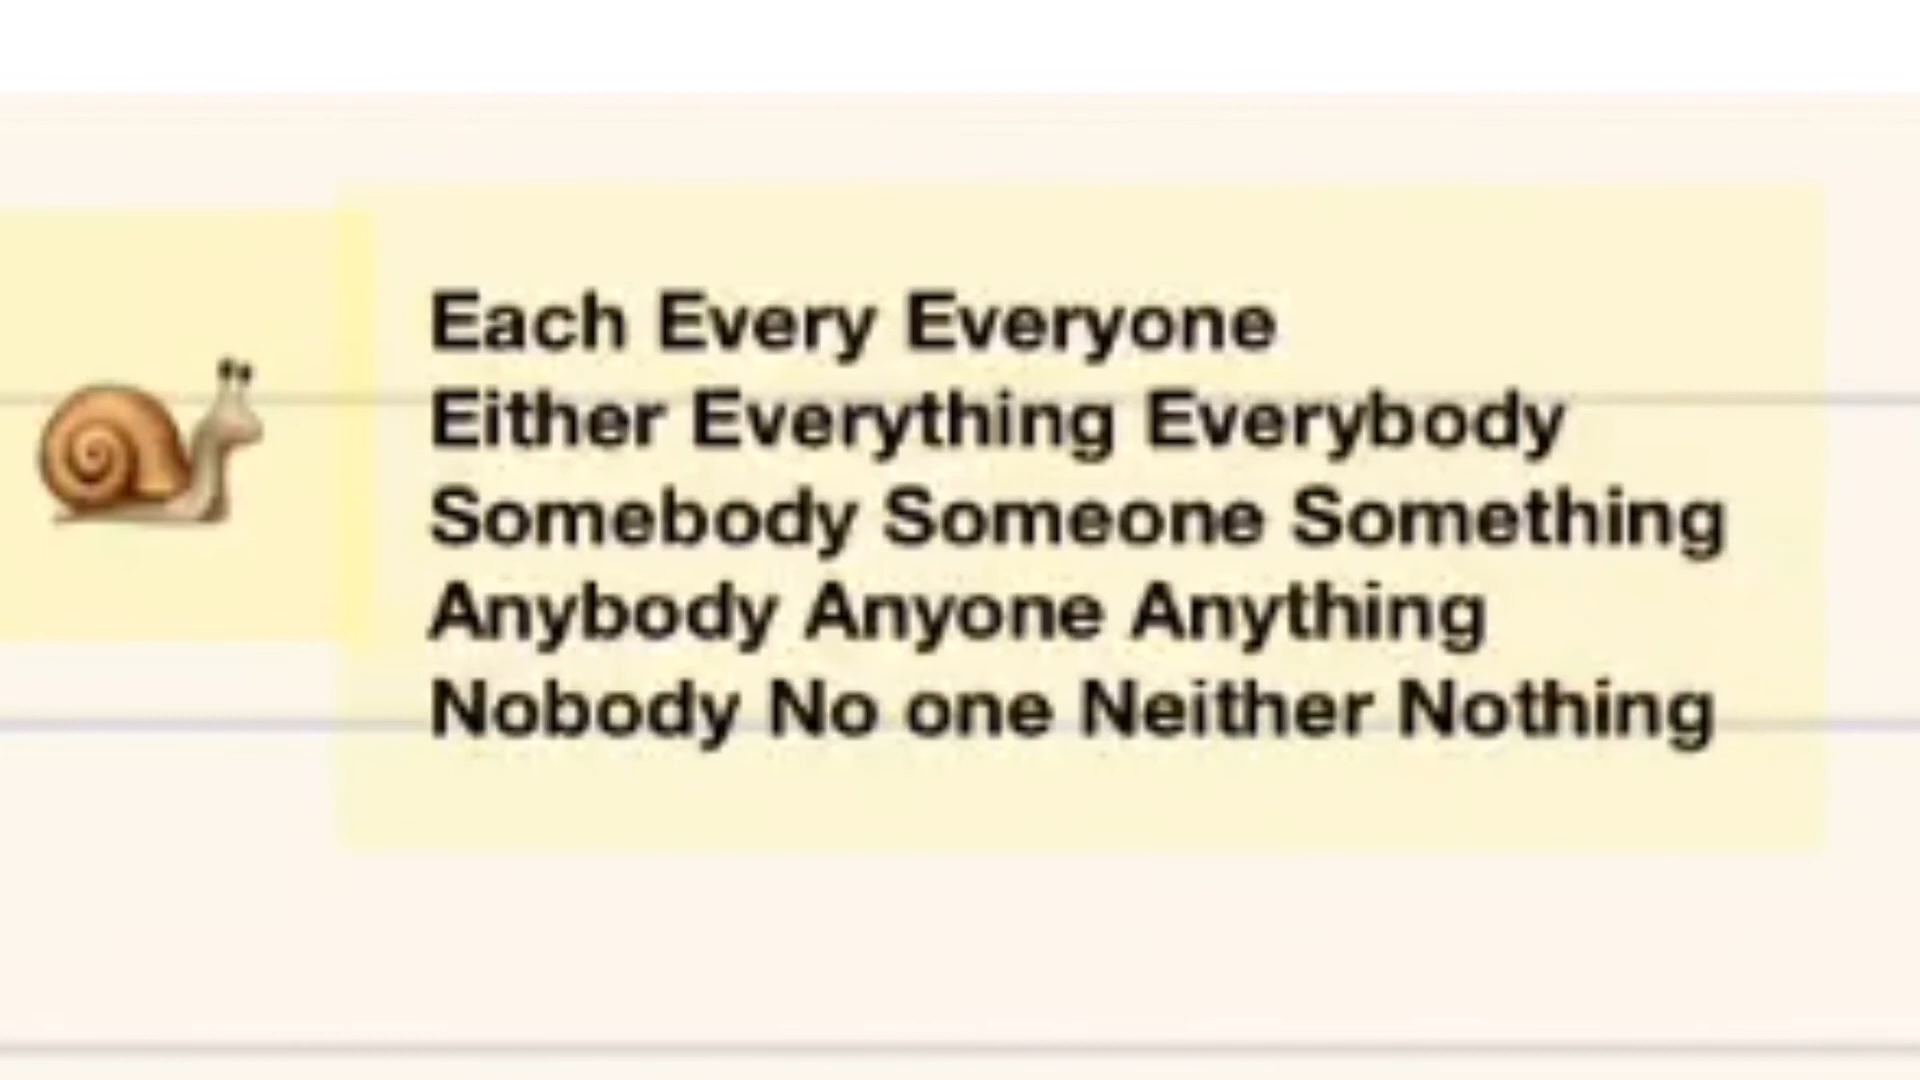 Each Every Everyone
Either Everything Everybody
Somebody Someone Something
Anybody Anyone Anything
Nobody No one Neither Nothing